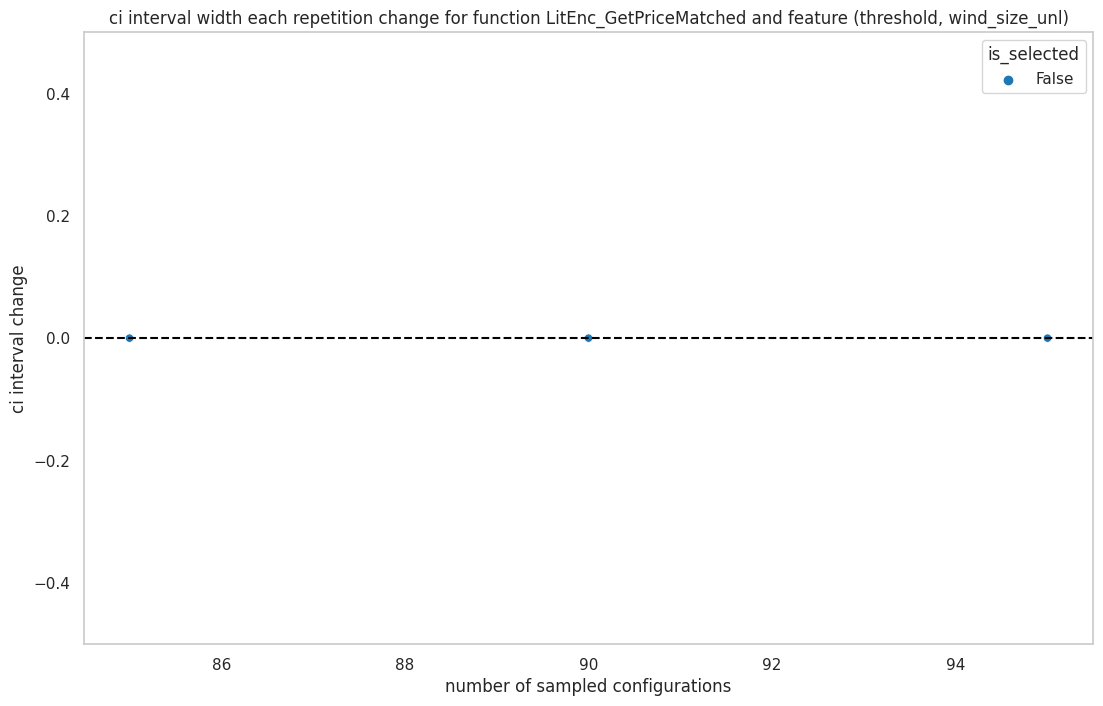 ci interval width each repetition change for function LitEnc_GetPriceMatched and feature (threshold, wind_size_unl)
is_selected
False
0.4
0.2
0.0
−0.2
−0.4
ci interval change
86 88 90 92 94
number of sampled configurations